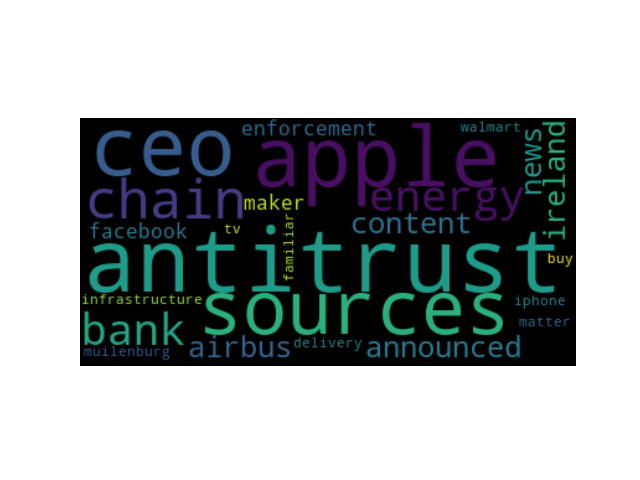 enforcement
walmart
ceo
apple
news
ireland
chain
maker
energy
facebook
tv
familiar
content
antitrust
buy
infrastructure
sources
iphone
bank
matter
muilenburg
airbus
delivery
announced